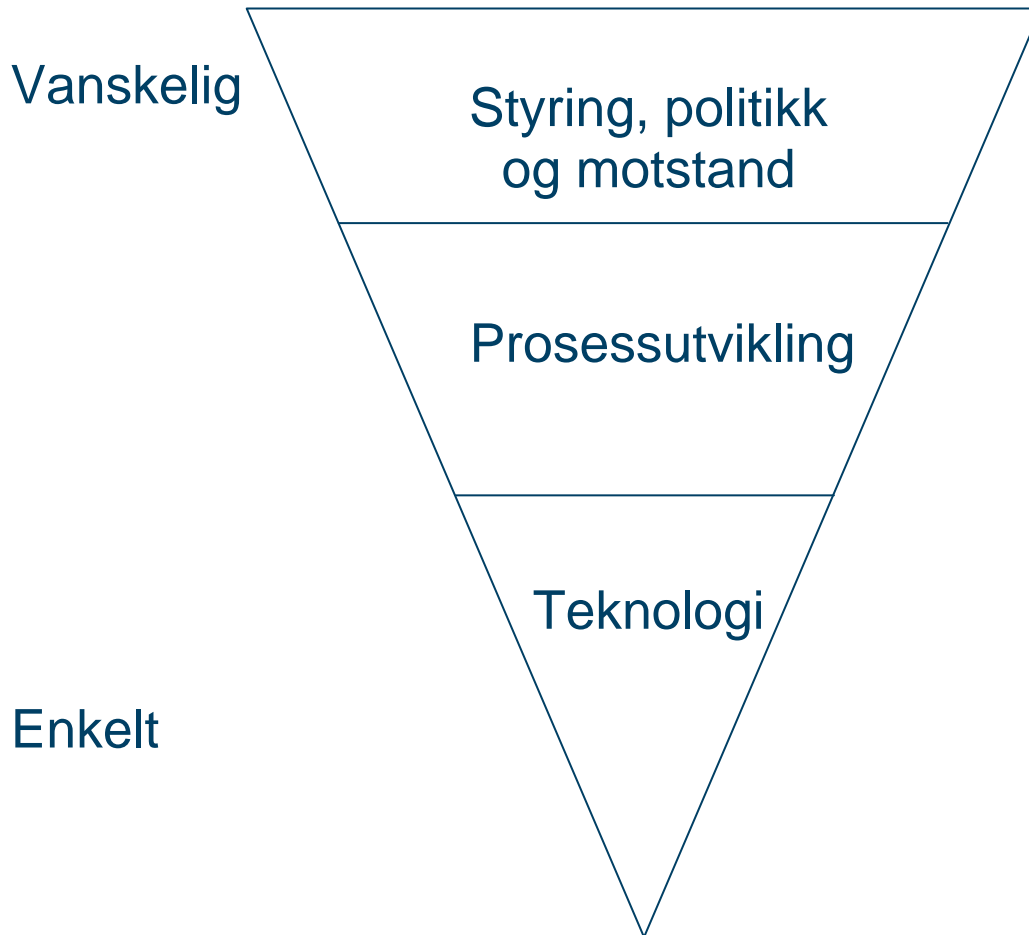 Vanskelig
Styring, politikk
og motstand
Prosessutvikling
Teknologi
Enkelt